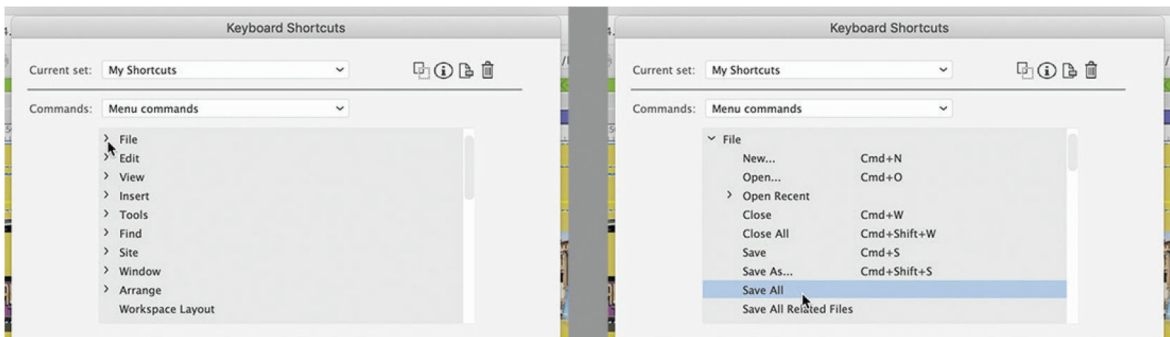 Keyboard Shortcuts
Current set: My Shortcuts
Commands: Menu commands
File
Edit
View
Insert
Tools
Find
Site
Window
Arrange
Workspace Layout
Keyboard Shortcuts
Current set: My Shortcuts
Commands: Menu commands
File
New... Cmd+N
Open... Cmd+O
Open Recent
Close Cmd+W
Close All Cmd+Shift+W
Save Cmd+S
Save As... Cmd+Shift+S
Save All
Save All Related Files